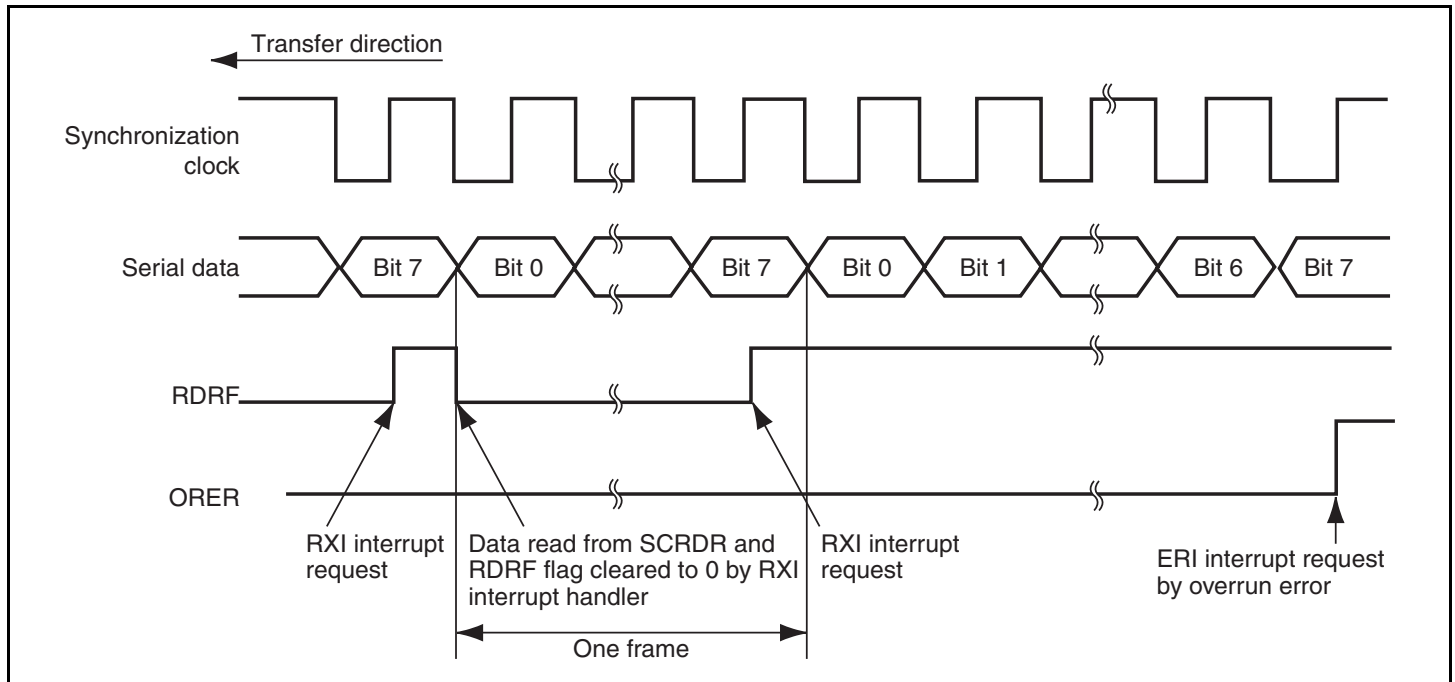 Transfer direction
Synchronization
clock
Serial data
Bit 7
Bit 0
Bit 7
Bit 0
Bit 1
Bit 6
Bit 7
RDRF
ORER
RXI interrupt
request
Data read from SCRDR and
RDRF flag cleared to 0 by RXI
interrupt handler
RXI interrupt
request
ERI interrupt request
by overrun error
One frame